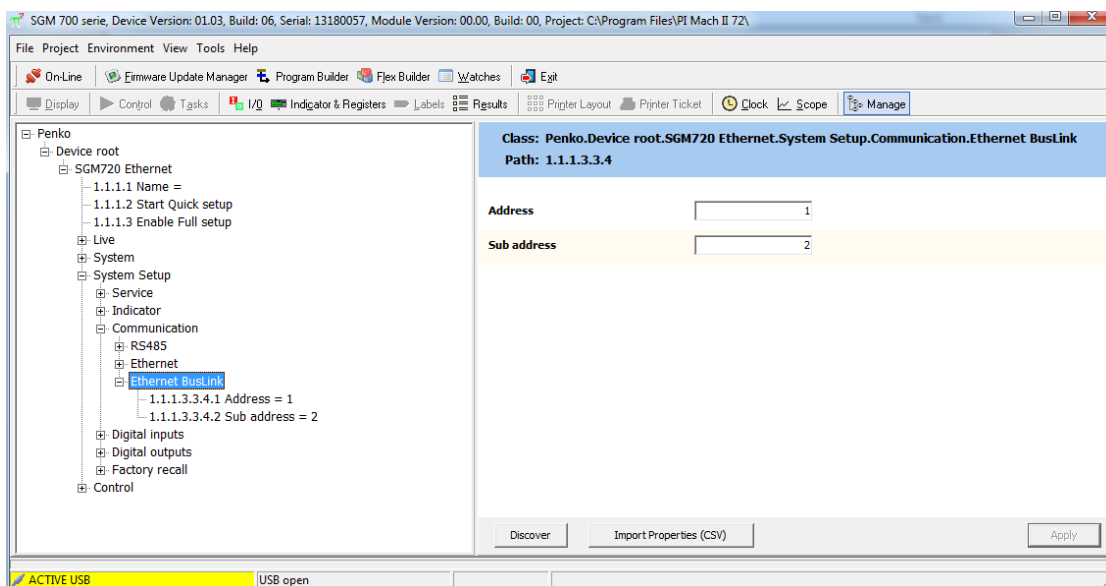 SGM 700 serie, Device Version: 01.03, Build: 06, Serial: 13180057, Module Version: 00.00, Build: 00, Project: C:\Program Files\PI Mach II 72\
File Project Environment View Tools Help
On-Line Firmware Update Manager Program Builder Flex Builder Watches Exit
Display Control Tasks I/O Indicator & Registers Labels Results Printer Layout Printer Ticket Clock Scope Manage
Penko
Device root
SGM720 Ethernet
1.1.1.1 Name =
1.1.1.2 Start Quick setup
1.1.1.3 Enable Full setup
Live
System
System Setup
Service
Indicator
Communication
RS485
Ethernet
Ethernet BusLink
1.1.1.3.3.4.1 Address = 1
1.1.1.3.3.4.2 Sub address = 2
Digital inputs
Digital outputs
Factory recall
Control
Class: Penko.Device root.SGM720 Ethernet.System Setup.Communication.Ethernet BusLink
Path: 1.1.1.3.3.4
Address 1
Sub address 2
Discover Import Properties (CSV) Apply
ACTIVE USB USB open